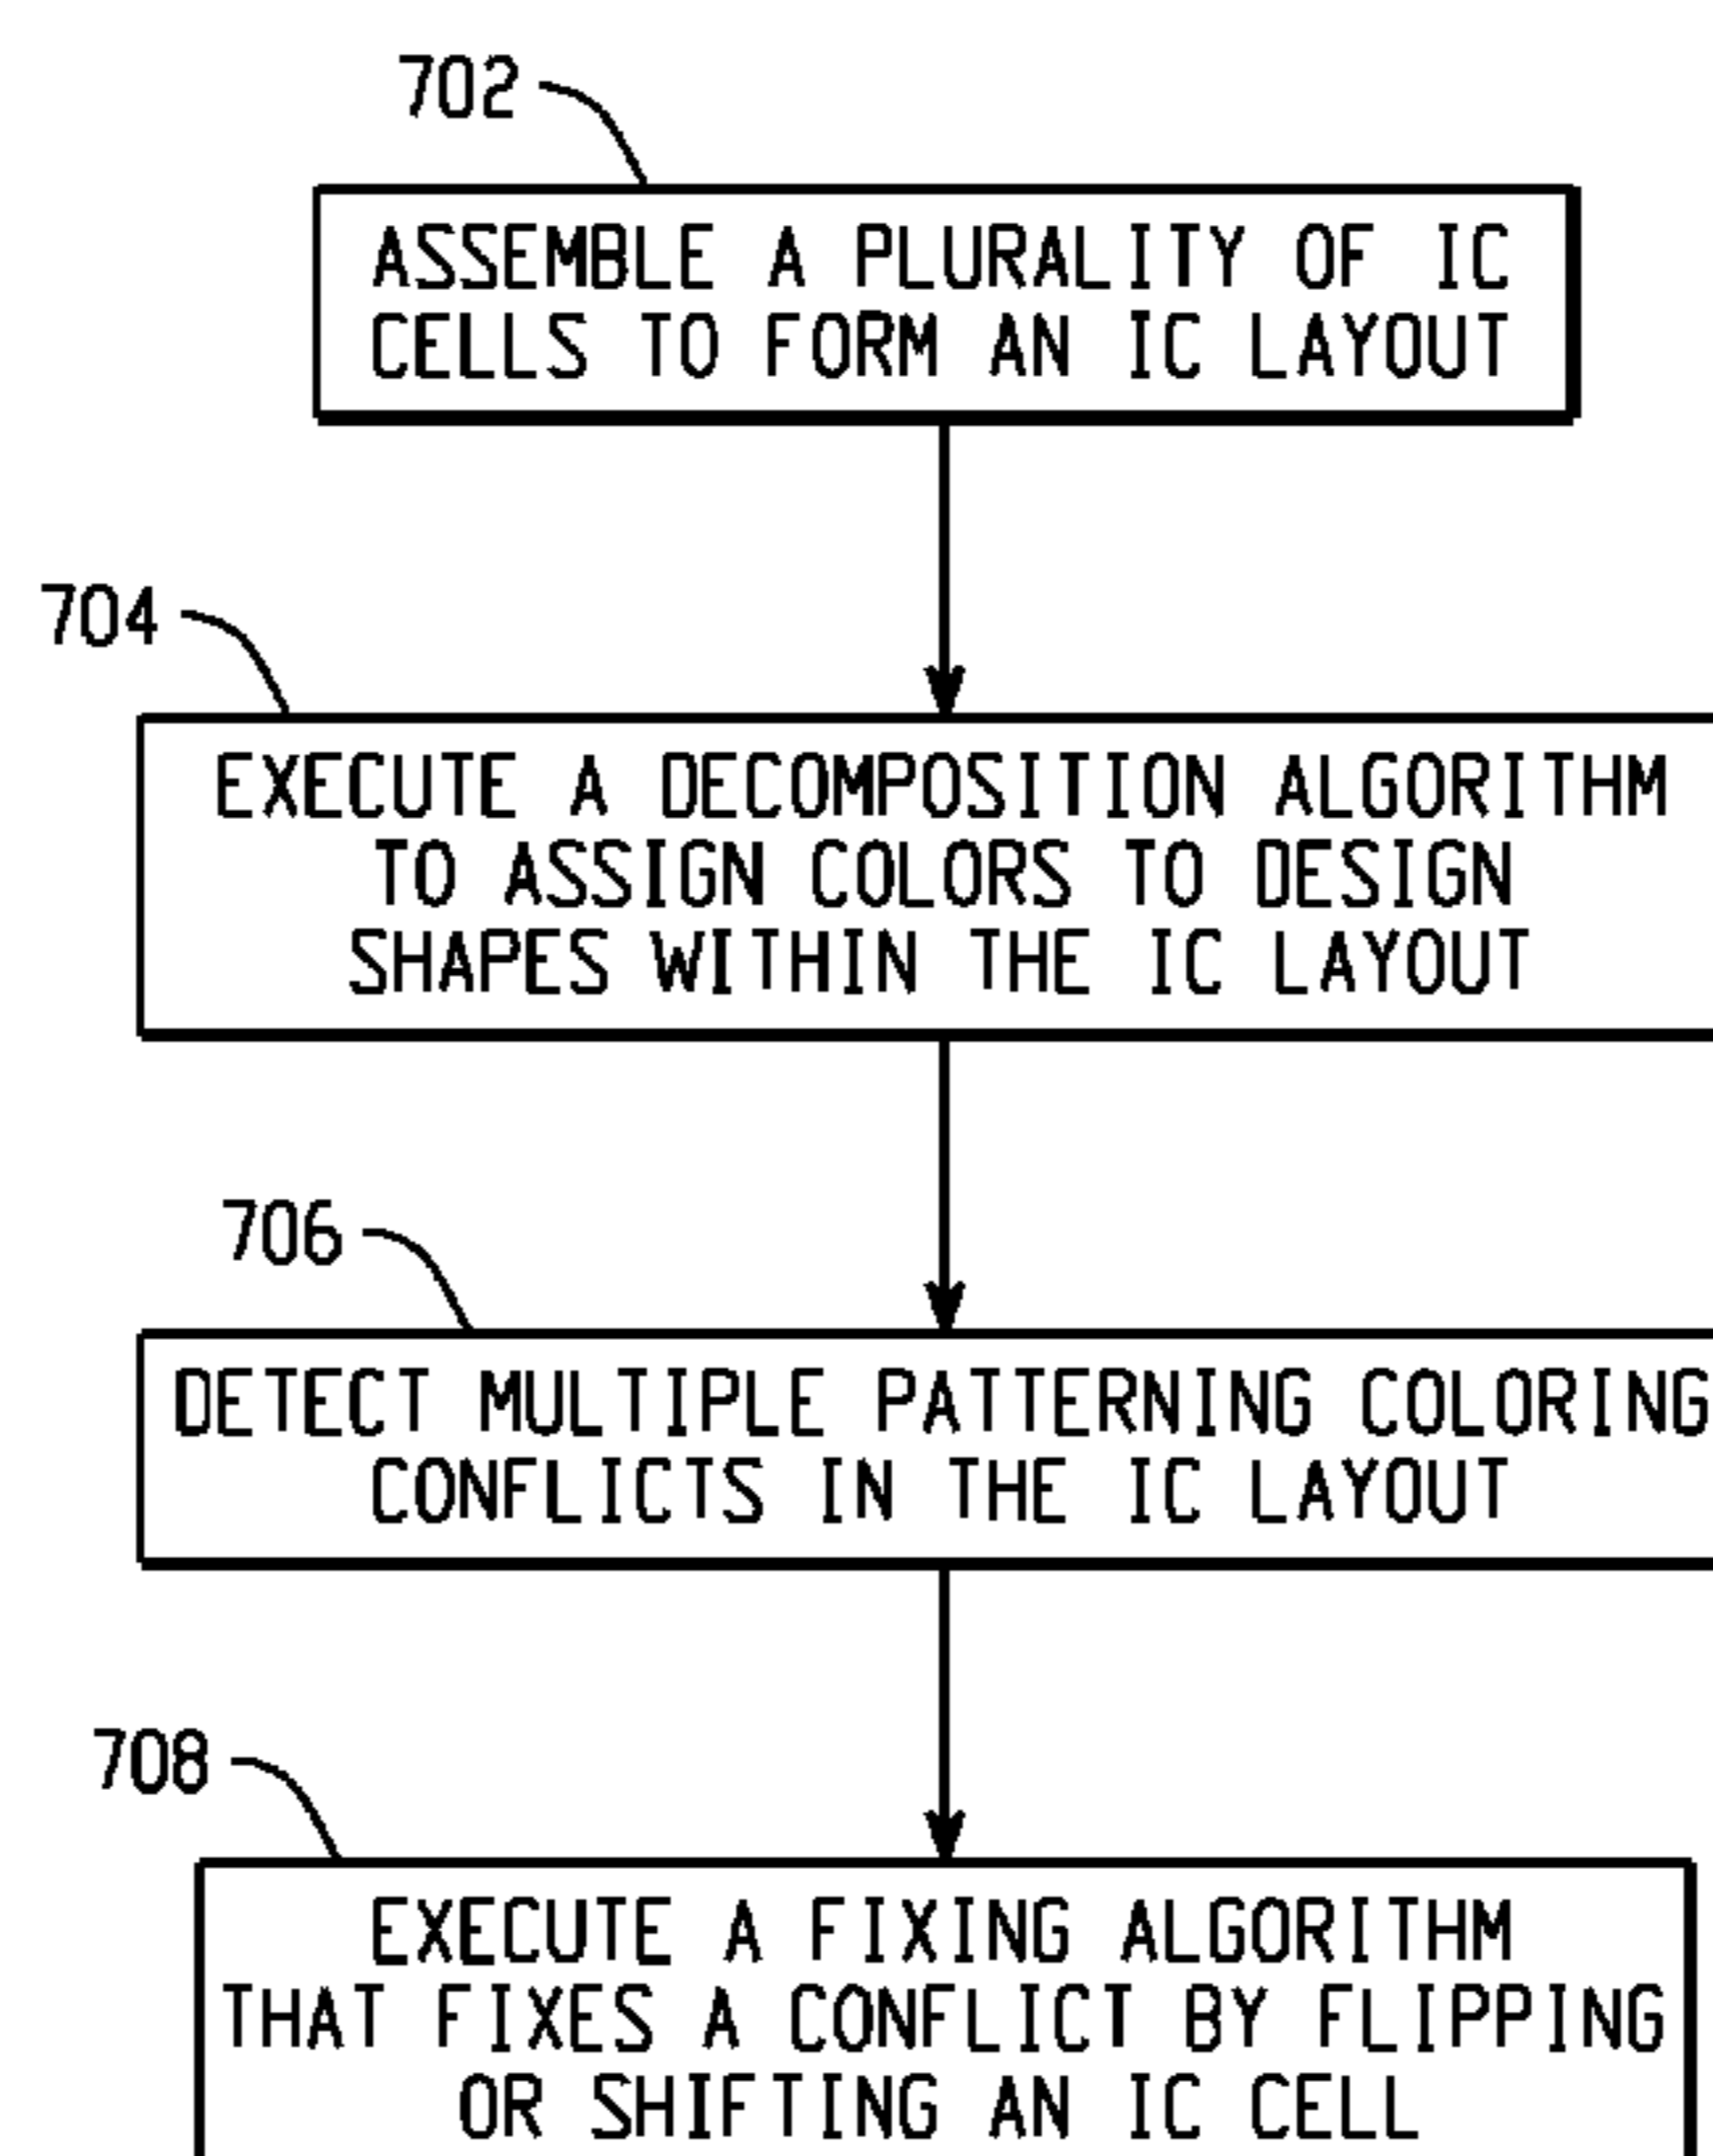 702
ASSEMBLE A PLURALITY OF IC
CELLS TO FORM AN IC LAYOUT
704
EXECUTE A DECOMPOSITION ALGORITHM
TO ASSIGN COLORS TO DESIGN
SHAPES WITHIN THE IC LAYOUT
706
DETECT MULTIPLE PATTERNING COLORING
CONFLICTS IN THE IC LAYOUT
708
EXECUTE A FIXING ALGORITHM
THAT FIXES A CONFLICT BY FLIPPING
OR SHIFTING AN IC CELL